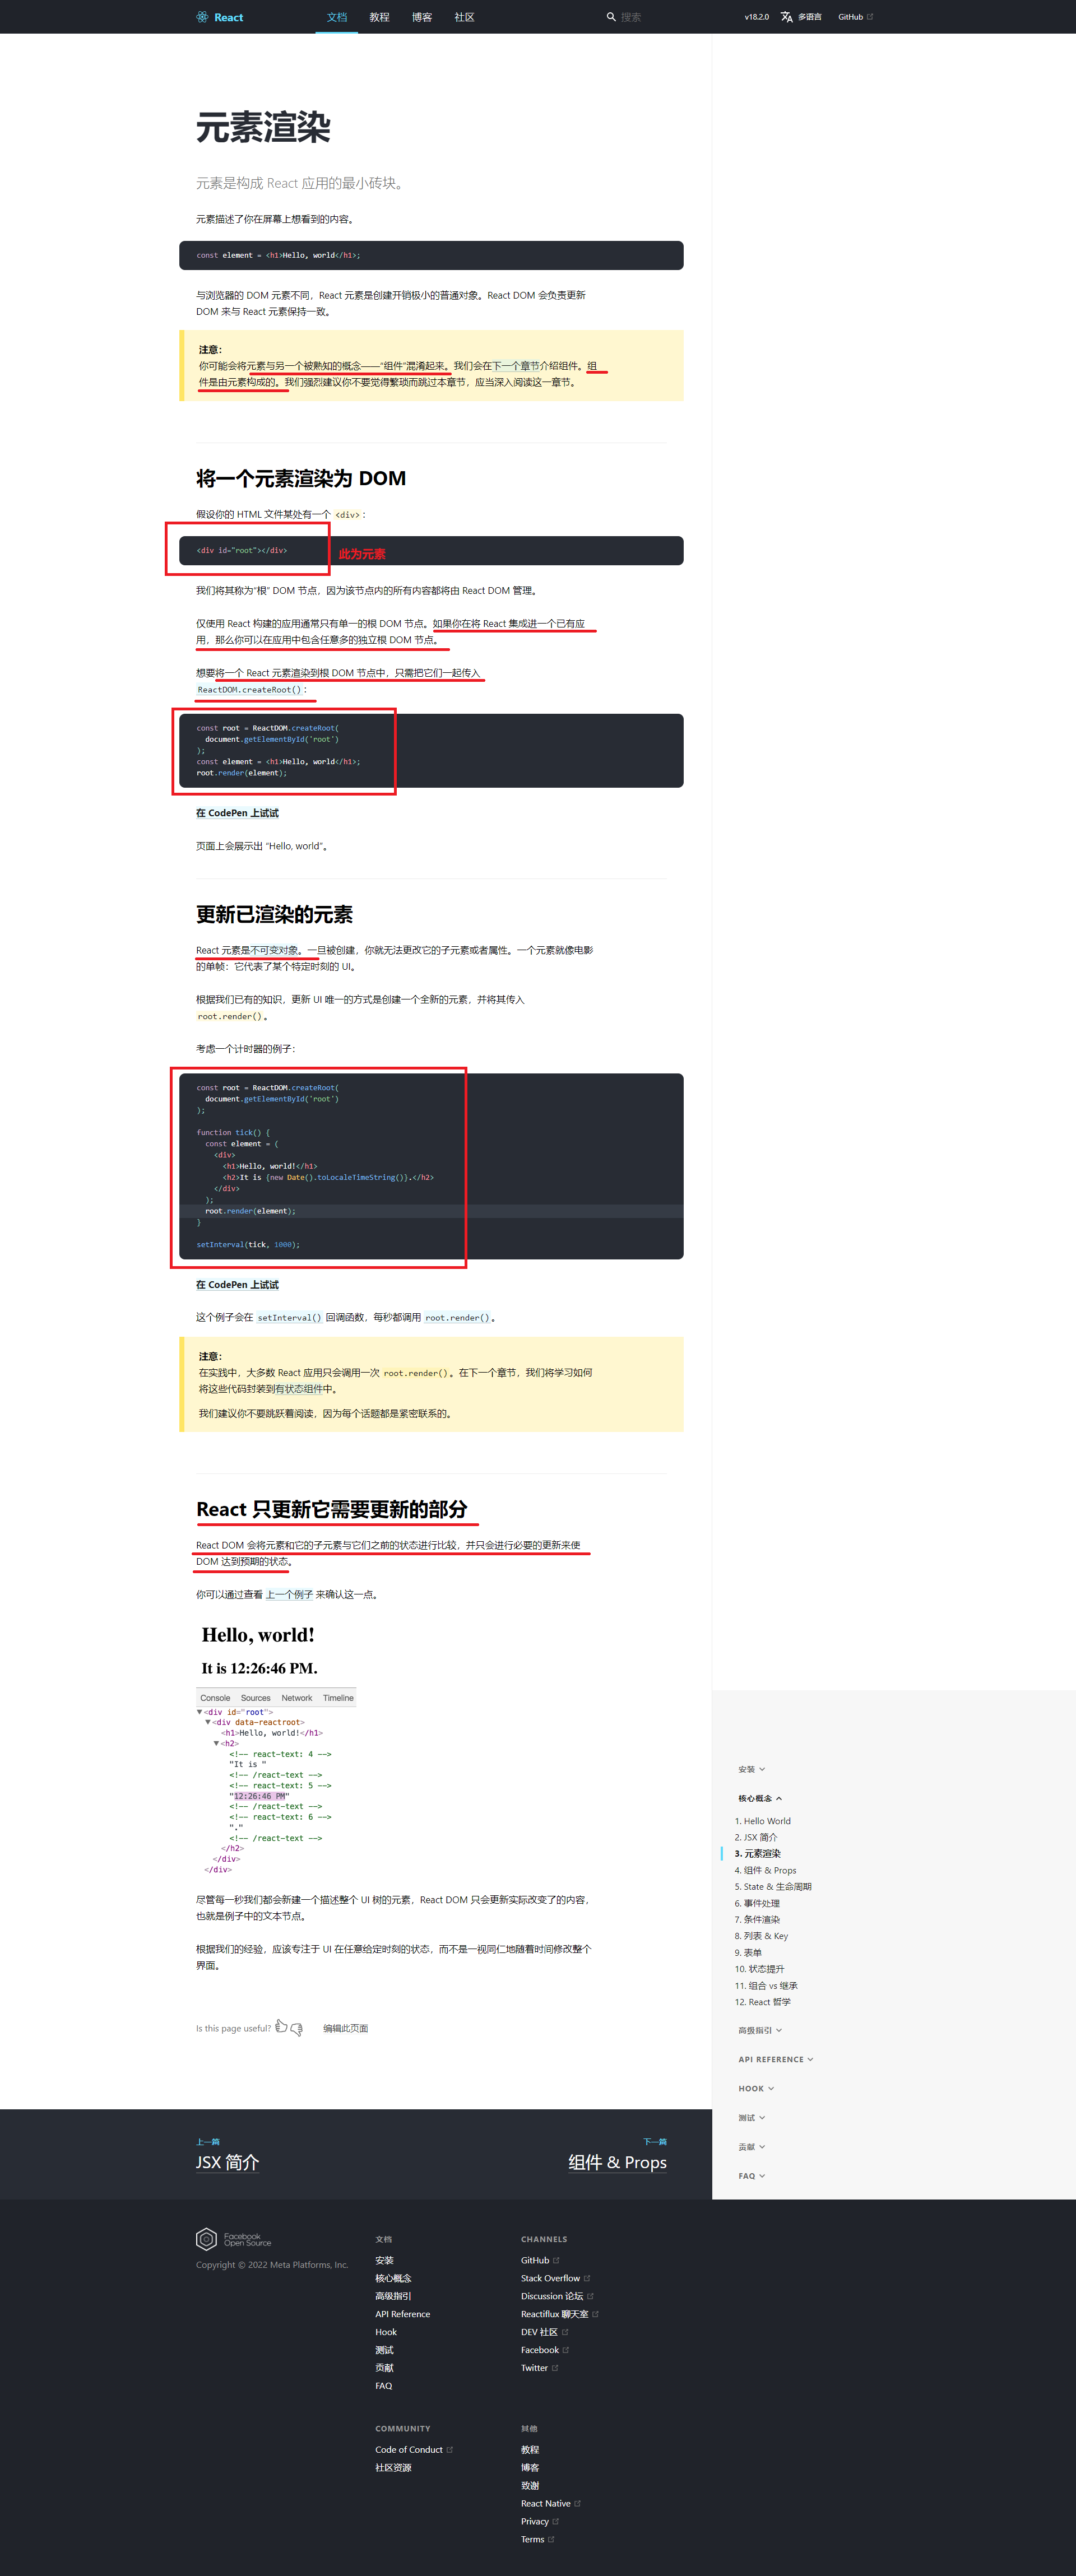 React
文档
教程
博客
社区
搜索
v18.2.0
多语言
GitHub
元素渲染
元素是构成 React 应用的最小砖块。
元素描述了你在屏幕上想看到的内容。
const element = <h1>Hello, world</h1>;
与浏览器的 DOM 元素不同，React 元素是创建开销极小的普通对象。React DOM 会负责更新
DOM 来与 React 元素保持一致。
注意：
你可能会将元素与另一个被熟知的概念——“组件”混淆起来。我们会在下一个章节介绍组件。组
件是由元素构成的。我们强烈建议你不要觉得繁琐而跳过本章节，应当深入阅读这一章节。
将一个元素渲染为 DOM
假设你的 HTML 文件某处有一个 <div>：
<div id="root"></div>
此为元素
我们将其称为“根” DOM 节点，因为该节点内的所有内容都将由 React DOM 管理。
仅使用 React 构建的应用通常只有单一的根 DOM 节点。如果你在将 React 集成进一个已有应
用，那么你可以在应用中包含任意多的独立根 DOM 节点。
想要将一个 React 元素渲染到根 DOM 节点中，只需把它们一起传入
ReactDOM.createRoot()：
const root = ReactDOM.createRoot(
document.getElementById('root')
);
const element = <h1>Hello, world</h1>;
root.render(element);
在 CodePen 上试试
页面上会展示出 “Hello, world”。
更新已渲染的元素
React 元素是不可变对象。一旦被创建，你就无法更改它的子元素或者属性。一个元素就像电影
的单帧：它代表了某个特定时刻的 UI。
根据我们已有的知识，更新 UI 唯一的方式是创建一个全新的元素，并将其传入
root.render()。
考虑一个计时器的例子：
const root = ReactDOM.createRoot(
document.getElementById('root')
);
function tick() {
const element = (
<div>
<h1>Hello, world!</h1>
<h2>It is {new Date().toLocaleTimeString()}.</h2>
</div>
);
root.render(element);
}
setInterval(tick, 1000);
在 CodePen 上试试
这个例子会在 setInterval() 回调函数，每秒都调用 root.render()。
注意：
在实践中，大多数 React 应用只会调用一次 root.render()。在下一个章节，我们将学习如何
将这些代码封装到有状态组件中。
我们建议你不要跳跃着阅读，因为每个话题都是紧密联系的。
React 只更新它需要更新的部分
React DOM 会将元素和它的子元素与它们之前的状态进行比较，并只会进行必要的更新来使
DOM 达到预期的状态。
你可以通过查看 上一个例子 来确认这一点。
Hello, world!
It is 12:26:46 PM.
Console Sources Network Timeline
▼<div id="root">
▼<div data-reactroot>
<h1>Hello, world!</h1>
▼<h2>
<!-- react-text: 4 -->
"It is "
<!-- /react-text -->
<!-- react-text: 5 -->
"12:26:46 PM"
<!-- /react-text -->
<!-- react-text: 6 -->
"."
<!-- /react-text -->
</h2>
</div>
</div>
尽管每一秒我们都会新建一个描述整个 UI 树的元素，React DOM 只会更新实际改变了的内容，
也就是例子中的文本节点。
根据我们的经验，应该专注于 UI 在任意给定时刻的状态，而不是一视同仁地随着时间修改整个
界面。
Is this page useful?
编辑此页面
安装
核心概念
1. Hello World
2. JSX 简介
3. 元素渲染
4. 组件 & Props
5. State & 生命周期
6. 事件处理
7. 条件渲染
8. 列表 & Key
9. 表单
10. 状态提升
11. 组合 vs 继承
12. React 哲学
高级指引
API REFERENCE
HOOK
测试
贡献
FAQ
上一篇
JSX 简介
下一篇
组件 & Props
Facebook
Open Source
Copyright © 2022 Meta Platforms, Inc.
文档
安装
核心概念
高级指引
API Reference
Hook
测试
贡献
FAQ
CHANNELS
GitHub
Stack Overflow
Discussion 论坛
Reactiflux 聊天室
DEV 社区
Facebook
Twitter
COMMUNITY
Code of Conduct
社区资源
其他
教程
博客
致谢
React Native
Privacy
Terms